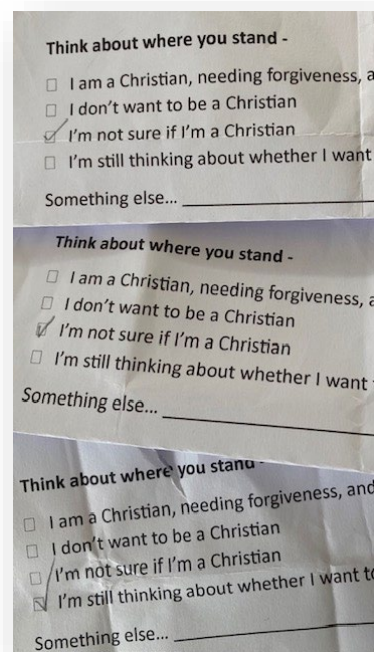 Think about where you stand -
I am a Christian, needing forgiveness, a
I don't want to be a Christian
I'm not sure if I'm a Christian
I'm still thinking about whether I want
Something else...
Think about where you stand -
I am a Christian, needing forgiveness, a
I don't want to be a Christian
I'm not sure if I'm a Christian
I'm still thinking about whether I want
Something else...
Think about where you stand -
I am a Christian, needing forgiveness, and
I don't want to be a Christian
I'm not sure if I'm a Christian
I'm still thinking about whether I want to
Something else...